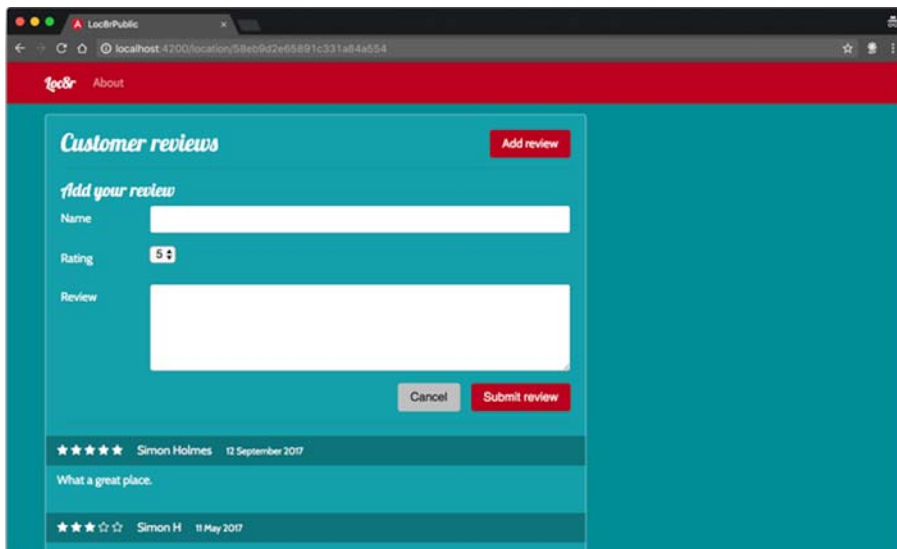 Loc8rPublic
localhost:4200/location/58eb9d2e65891c331a84a554
Loc8r About
Customer reviews
Add review
Add your review
Name
Rating
5
Review
Cancel
Submit review
★★★★★ Simon Holmes 12 September 2017
What a great place.
★★★☆☆ Simon H 11 May 2017